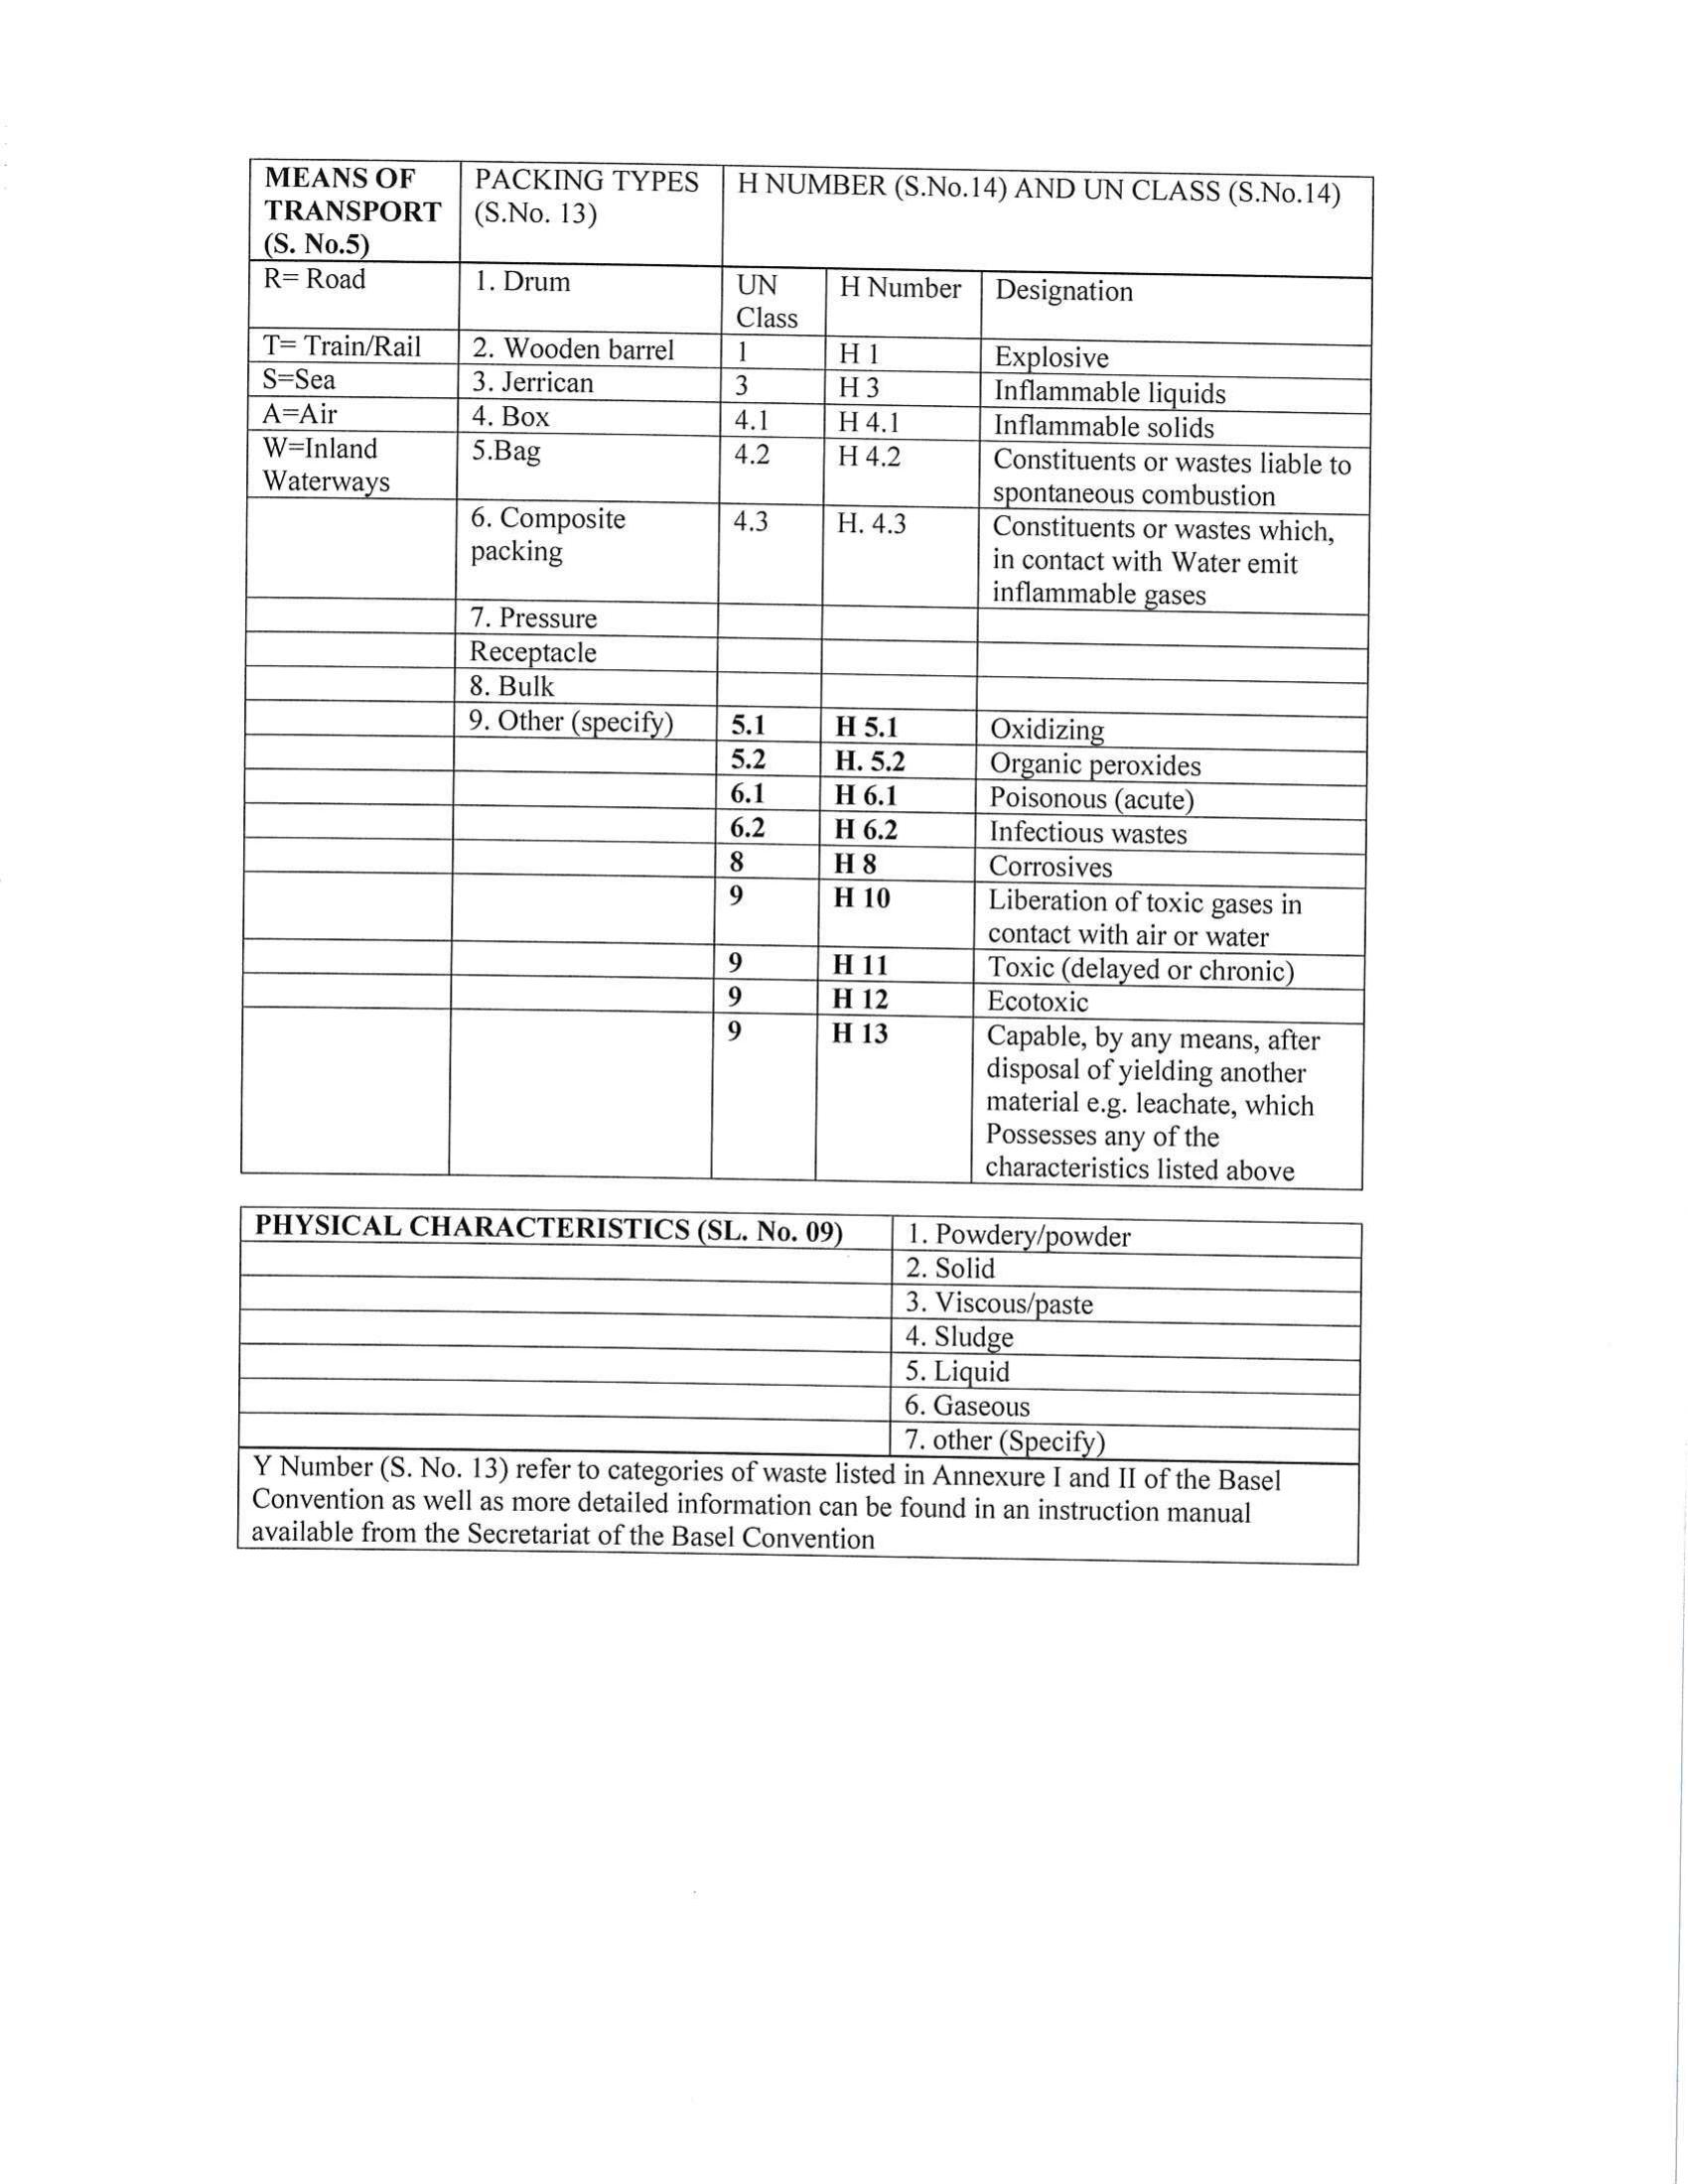 MEANS OF TRANSPORT (S. No.5) PACKING TYPES (S.No. 13) H NUMBER (S.No.14) AND UN CLASS (S.No.14)
R= Road 1. Drum UN Class H Number Designation
T= Train/Rail 2. Wooden barrel 1 H 1 Explosive
S=Sea 3. Jerrican 3 H 3 Inflammable liquids
A=Air 4. Box 4.1 H 4.1 Inflammable solids
W=Inland Waterways 5.Bag 4.2 H 4.2 Constituents or wastes liable to spontaneous combustion
6. Composite packing 4.3 H. 4.3 Constituents or wastes which, in contact with Water emit inflammable gases
7. Pressure
Receptacle
8. Bulk
9. Other (specify) 5.1 H 5.1 Oxidizing
5.2 H. 5.2 Organic peroxides
6.1 H 6.1 Poisonous (acute)
6.2 H 6.2 Infectious wastes
8 H 8 Corrosives
9 H 10 Liberation of toxic gases in contact with air or water
9 H 11 Toxic (delayed or chronic)
9 H 12 Ecotoxic
9 H 13 Capable, by any means, after disposal of yielding another material e.g. leachate, which Possesses any of the characteristics listed above
PHYSICAL CHARACTERISTICS (SL. No. 09) 1. Powdery/powder
2. Solid
3. Viscous/paste
4. Sludge
5. Liquid
6. Gaseous
7. other (Specify)
Y Number (S. No. 13) refer to categories of waste listed in Annexure I and II of the Basel
Convention as well as more detailed information can be found in an instruction manual
available from the Secretariat of the Basel Convention